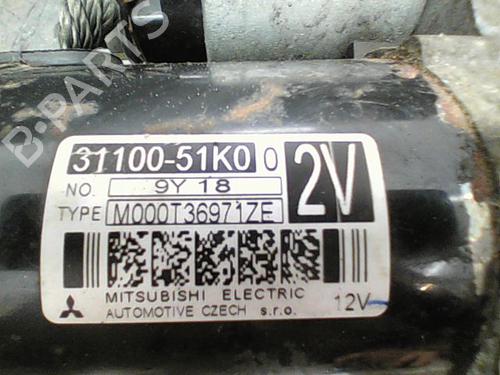 B-PARTS
31100-51K0 0
2V
NO. 9Y 18
TYPE M000T36971ZE
MITSUBISHI ELECTRIC
AUTOMOTIVE CZECH s.r.o. 12V